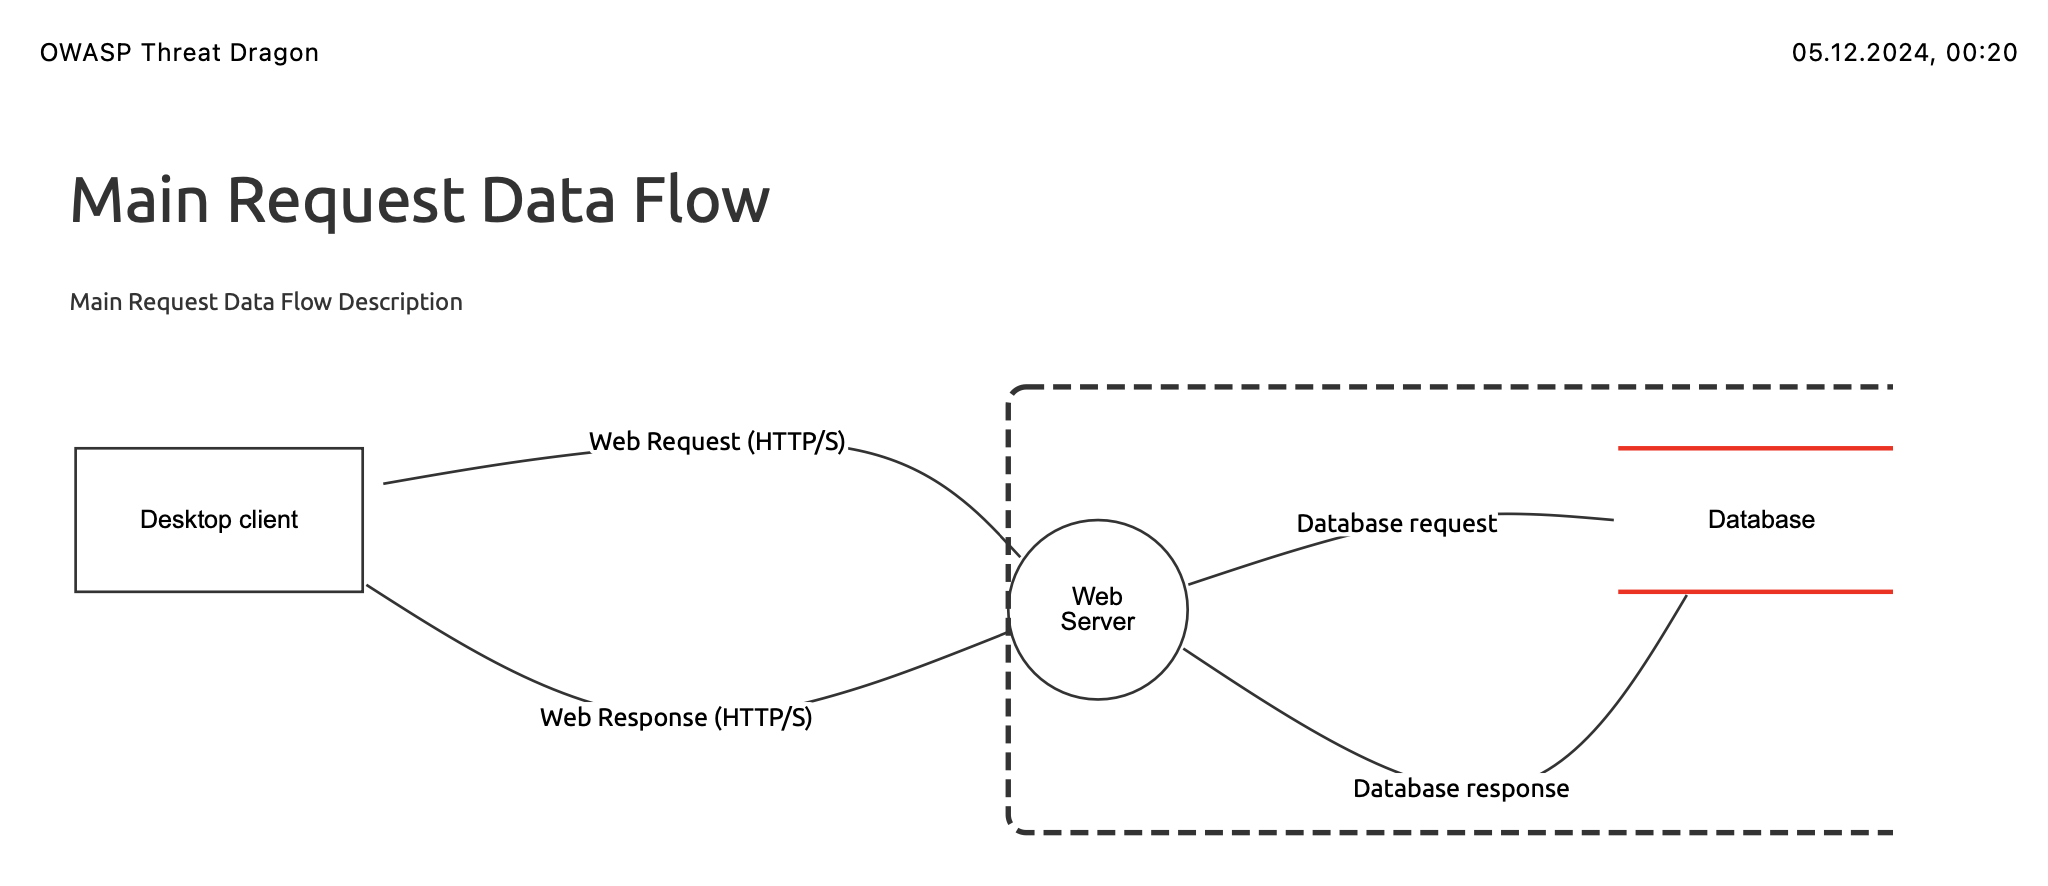 OWASP Threat Dragon
05.12.2024, 00:20
Main Request Data Flow
Main Request Data Flow Description
Web Request (HTTP/S)
Desktop client
Database request
Database
Web
Server
Web Response (HTTP/S)
Database response